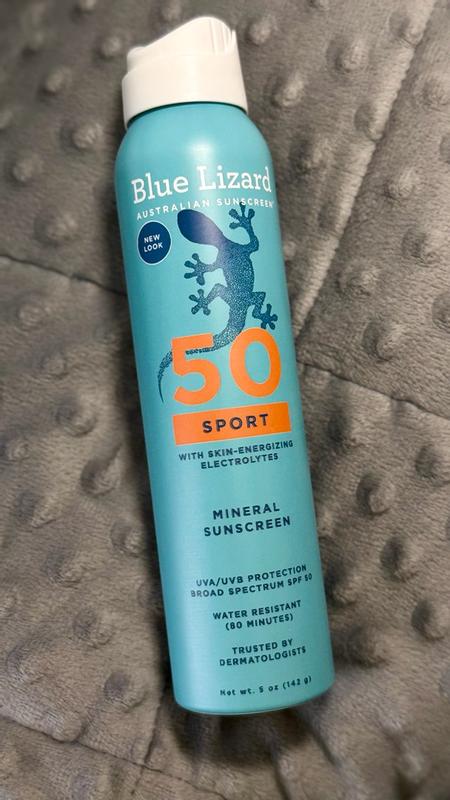 Blue Lizard
AUSTRALIAN SUNSCREEN
NEW
LOOK
50
SPORT
WITH SKIN-ENERGIZING
ELECTROLYTES
MINERAL
SUNSCREEN
UVA/UVB PROTECTION
BROAD SPECTRUM SPF 50
WATER RESISTANT
(80 MINUTES)
TRUSTED BY
DERMATOLOGISTS
Net wt. 5 oz (142 g)